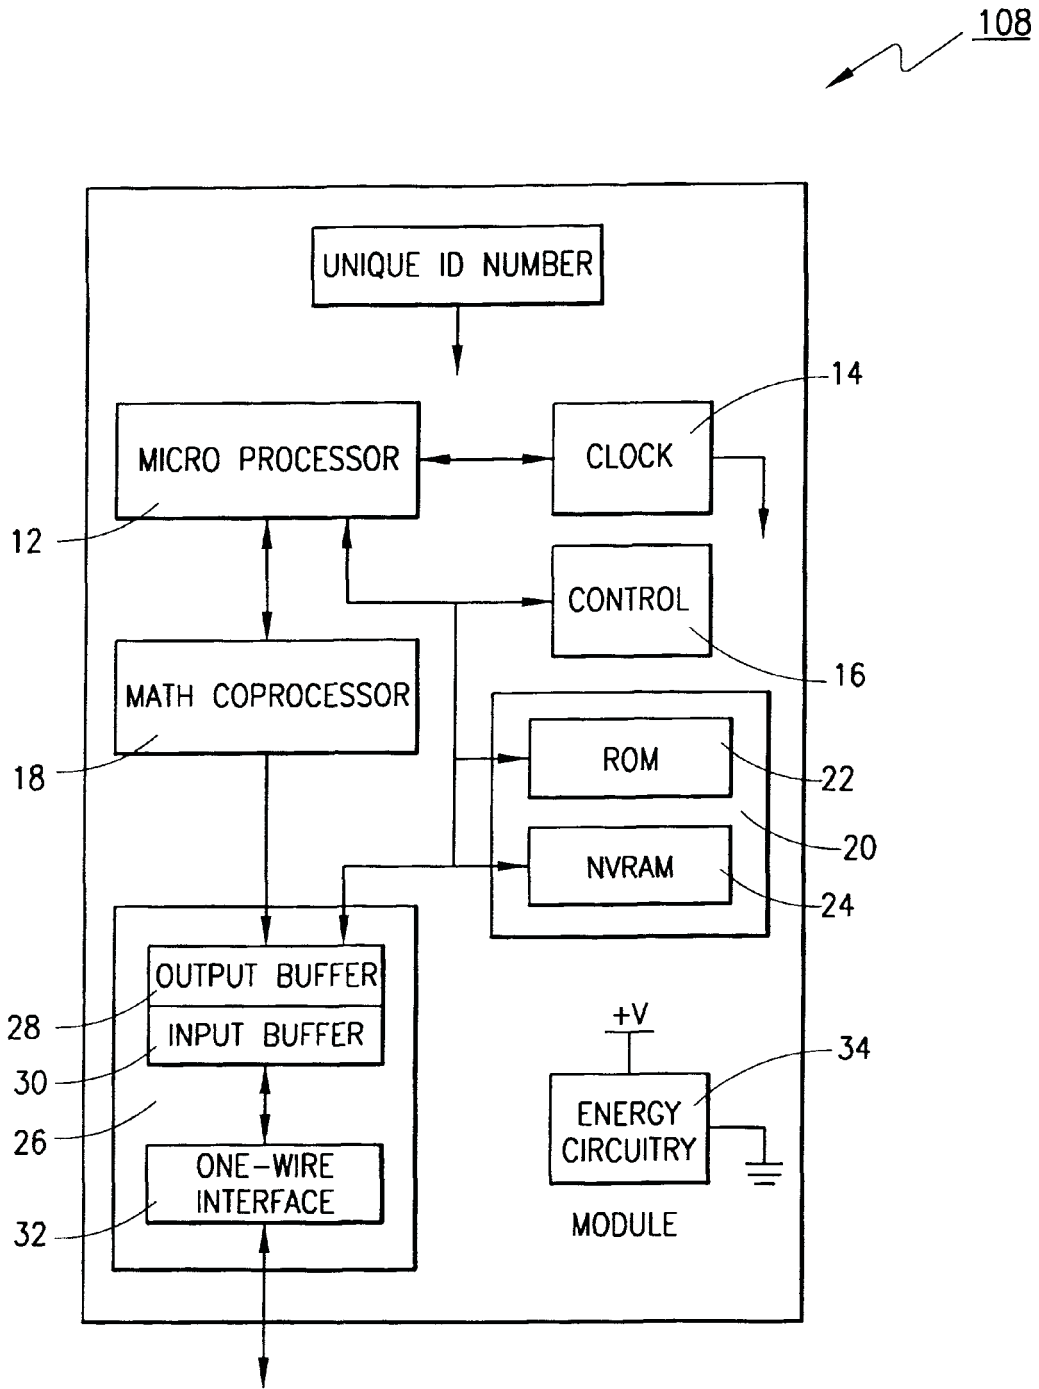 108
UNIQUE ID NUMBER
14
MICRO PROCESSOR
CLOCK
12
CONTROL
16
MATH COPROCESSOR
18
ROM
22
20
NVRAM
24
OUTPUT BUFFER
28
INPUT BUFFER
30
26
+V
34
ENERGY
CIRCUITRY
ONE-WIRE
INTERFACE
32
MODULE